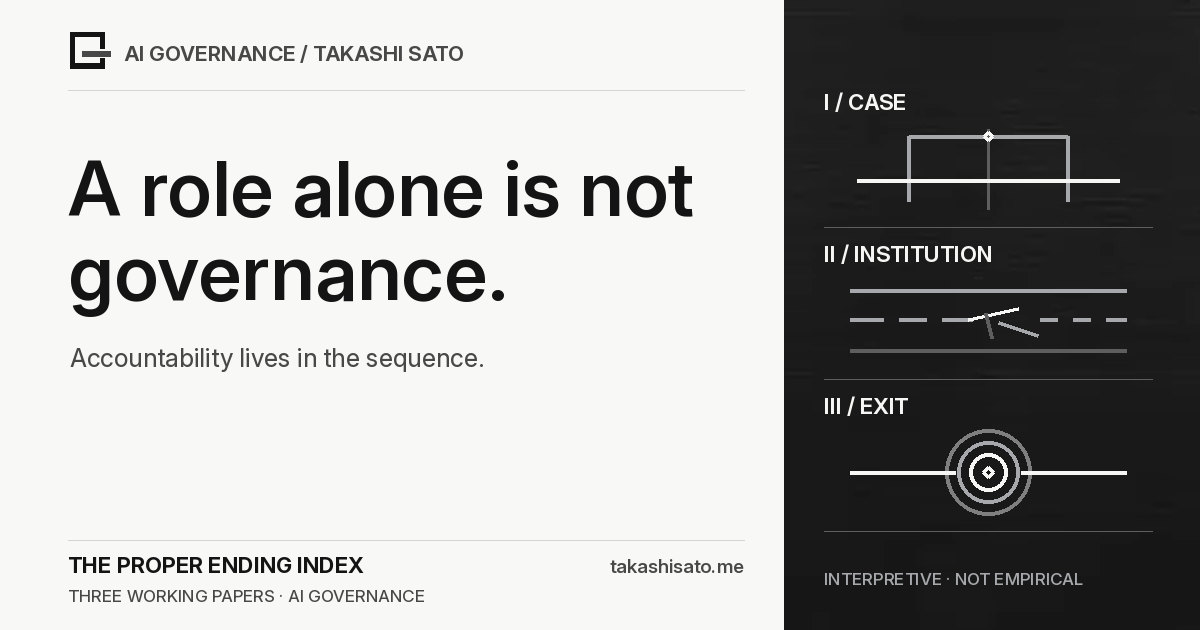 AI GOVERNANCE / TAKASHI SATO
A role alone is not
governance.
Accountability lives in the sequence.
THE PROPER ENDING INDEX
takashisato.me
THREE WORKING PAPERS · AI GOVERNANCE
I / CASE
II / INSTITUTION
III / EXIT
INTERPRETIVE · NOT EMPIRICAL